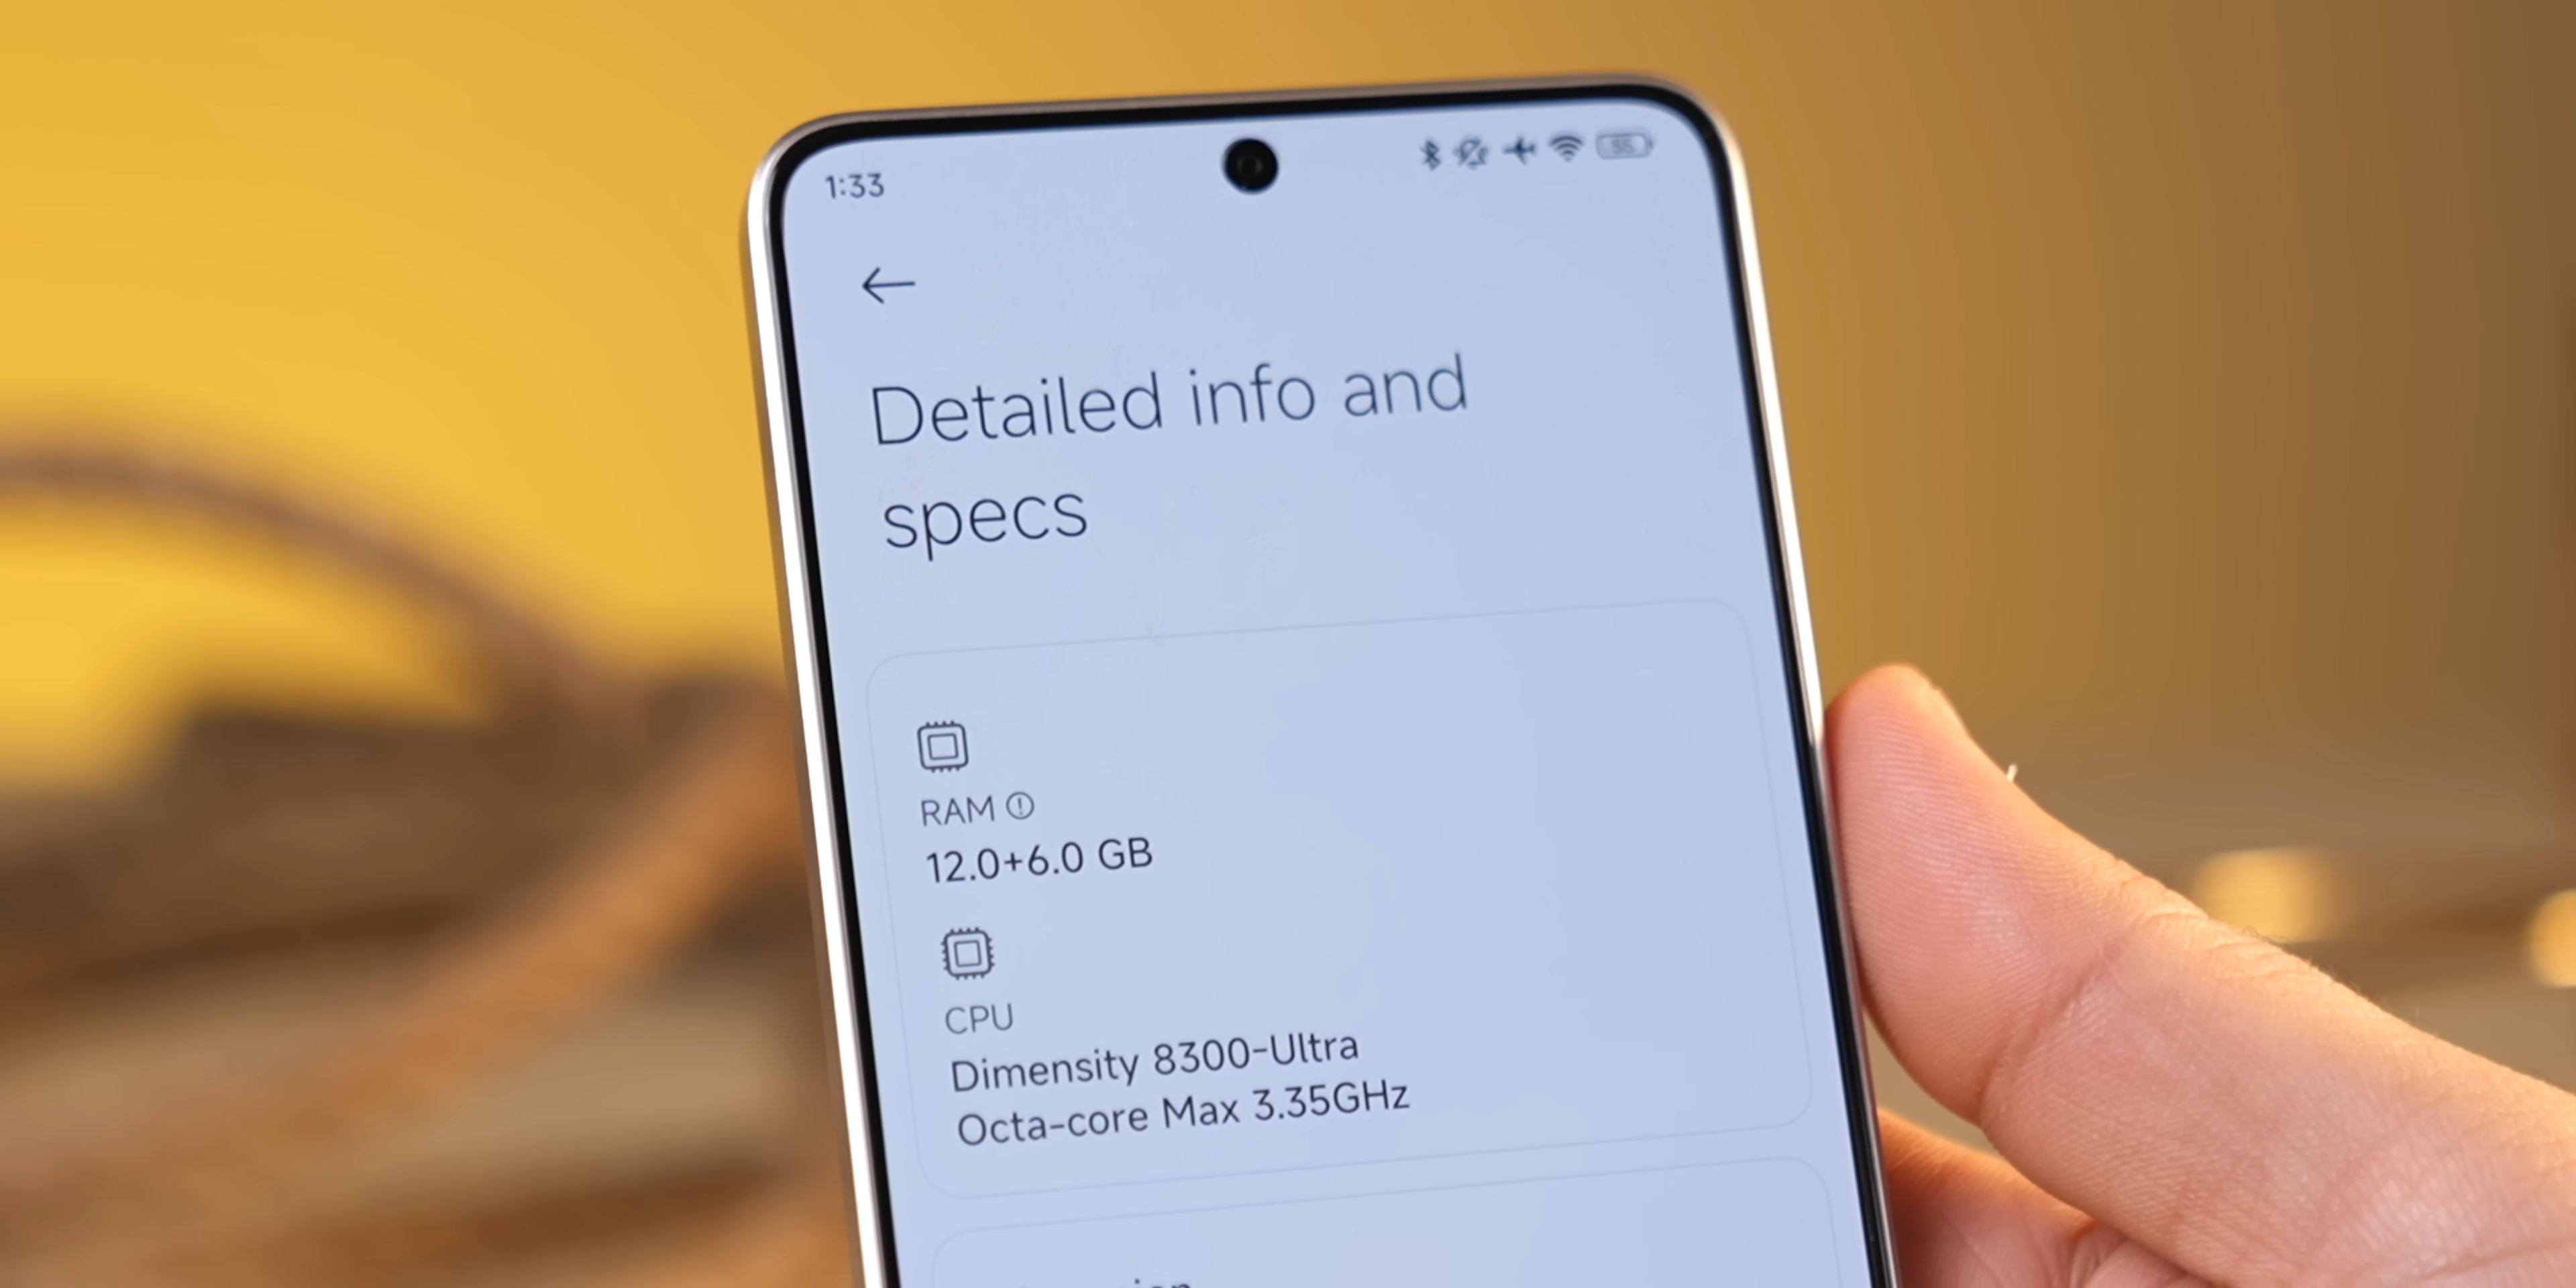 1:33
55
Detailed info and
specs
RAM
12.0+6.0 GB
CPU
Dimensity 8300-Ultra
Octa-core Max 3.35GHz